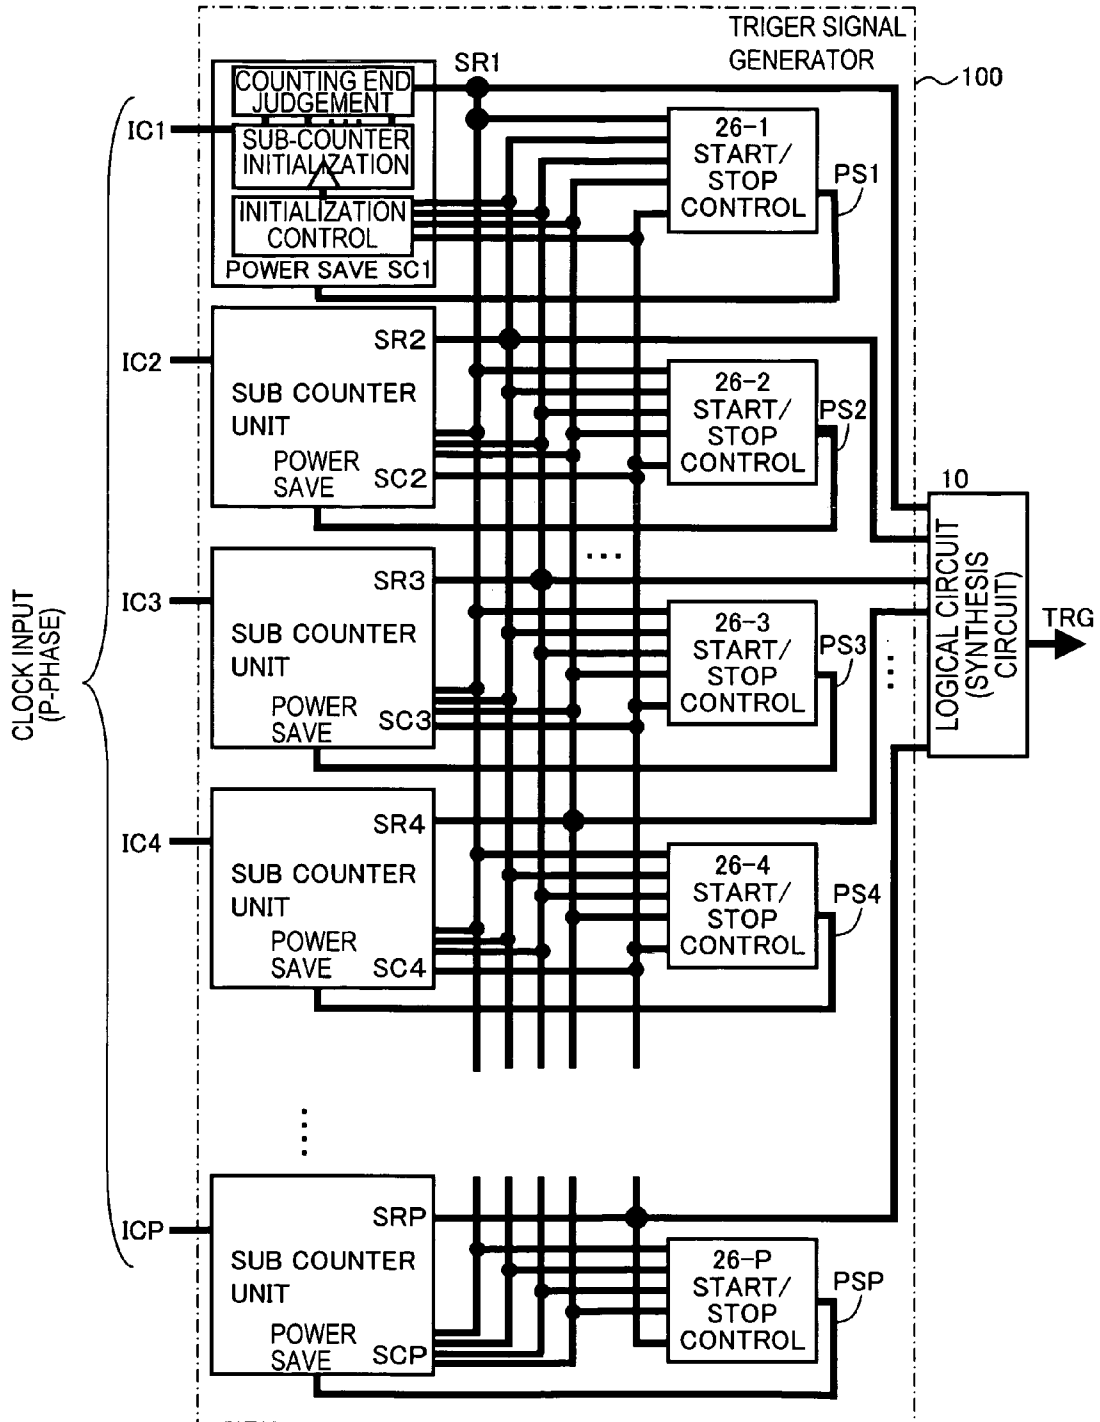 TRIGER SIGNAL
GENERATOR
100
SR1
COUNTING END
JUDGEMENT
IC1
SUB-COUNTER
INITIALIZATION
INITIALIZATION
CONTROL
POWER SAVE SC1
26-1
START/
STOP
CONTROL
PS1
IC2
SR2
SUB COUNTER
UNIT
POWER
SAVE
SC2
26-2
START/
STOP
CONTROL
PS2
10
LOGICAL CIRCUIT
(SYNTHESIS
CIRCUIT)
TRG
...
CLOCK INPUT
(P-PHASE)
IC3
SR3
SUB COUNTER
UNIT
POWER
SAVE
SC3
26-3
START/
STOP
CONTROL
PS3
IC4
SR4
SUB COUNTER
UNIT
POWER
SAVE
SC4
26-4
START/
STOP
CONTROL
PS4
ICP
SRP
SUB COUNTER
UNIT
POWER
SAVE
SCP
26-P
START/
STOP
CONTROL
PSP